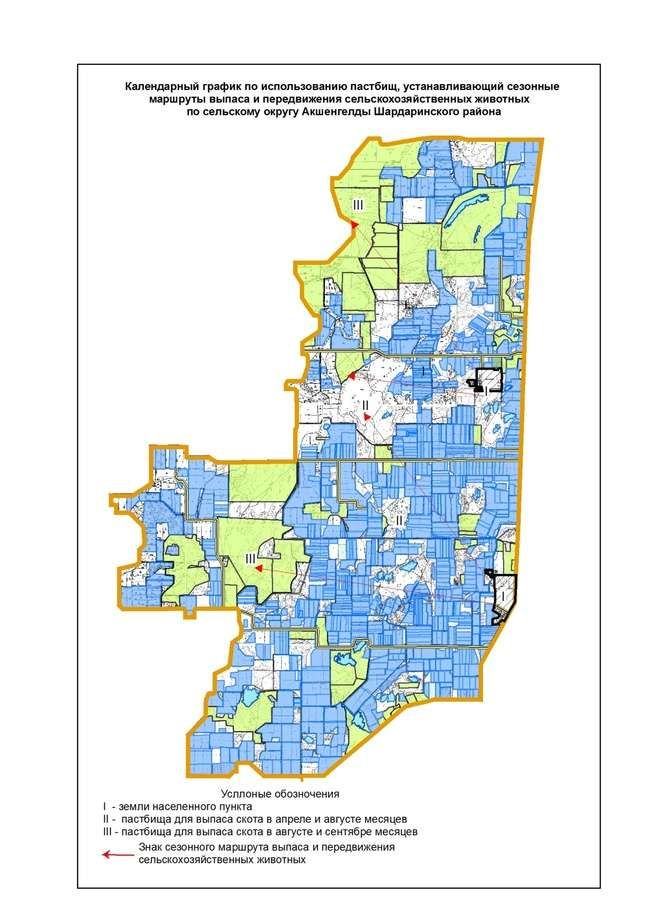 Календарный график по использованию пастбищ, устанавливающий сезонные
маршруты выпаса и передвижения сельскохозяйственных животных
по сельскому округу Акшенгелды Шардаринского района
III
I
II
I
I
II
III
I
Усллоные обозночения
I - земли населенного пункта
II - пастбища для выпаса скота в апреле и августе месяцев
III - пастбища для выпаса скота в августе и сентябре месяцев
Знак сезонного маршрута выпаса и передвижения
сельскохозяйственных животных